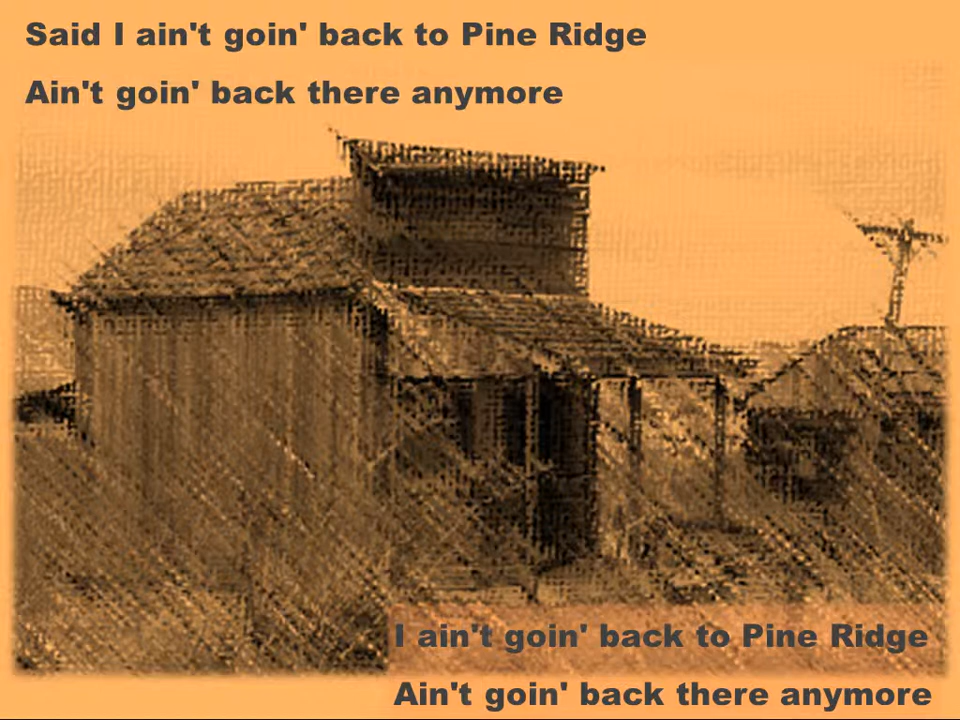 Said I ain't goin' back to Pine Ridge
Ain't goin' back there anymore
I ain't goin' back to Pine Ridge
Ain't goin' back there anymore